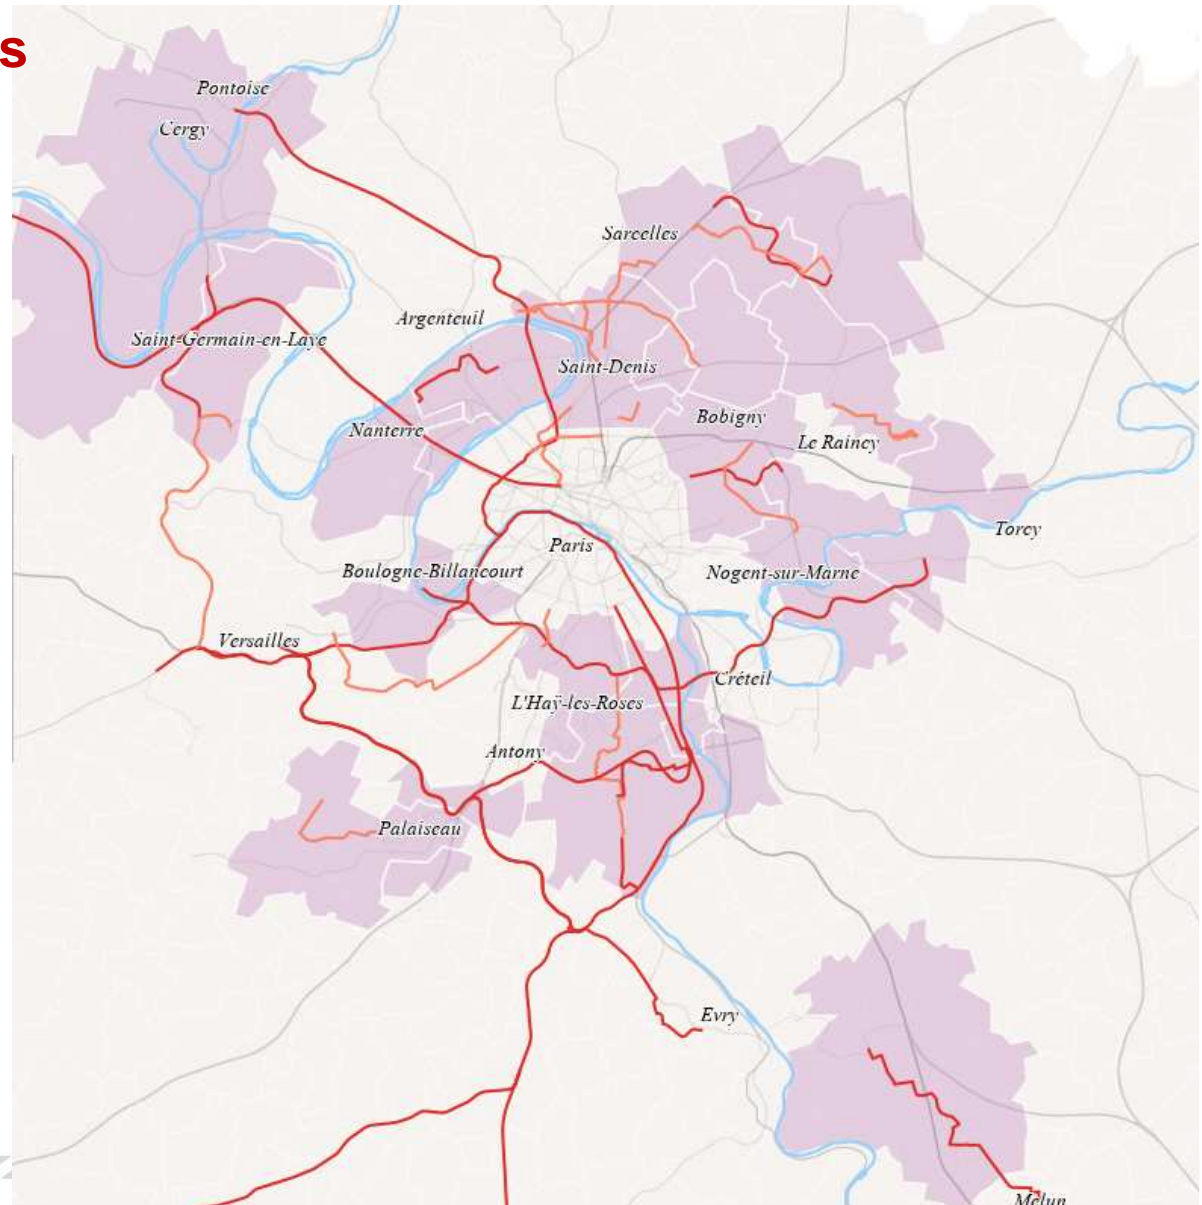 s
Pontoise
Cergy
Sarcelles
Argenteuil
Saint-Germain-en-Laye
Saint-Denis
Bobigny
Nanterre
Le Raincy
Torcy
Paris
Boulogne-Billancourt
Nogent-sur-Marne
Versailles
Créteil
L'Haÿ-les-Roses
Antony
Palaiseau
Evry
Melun